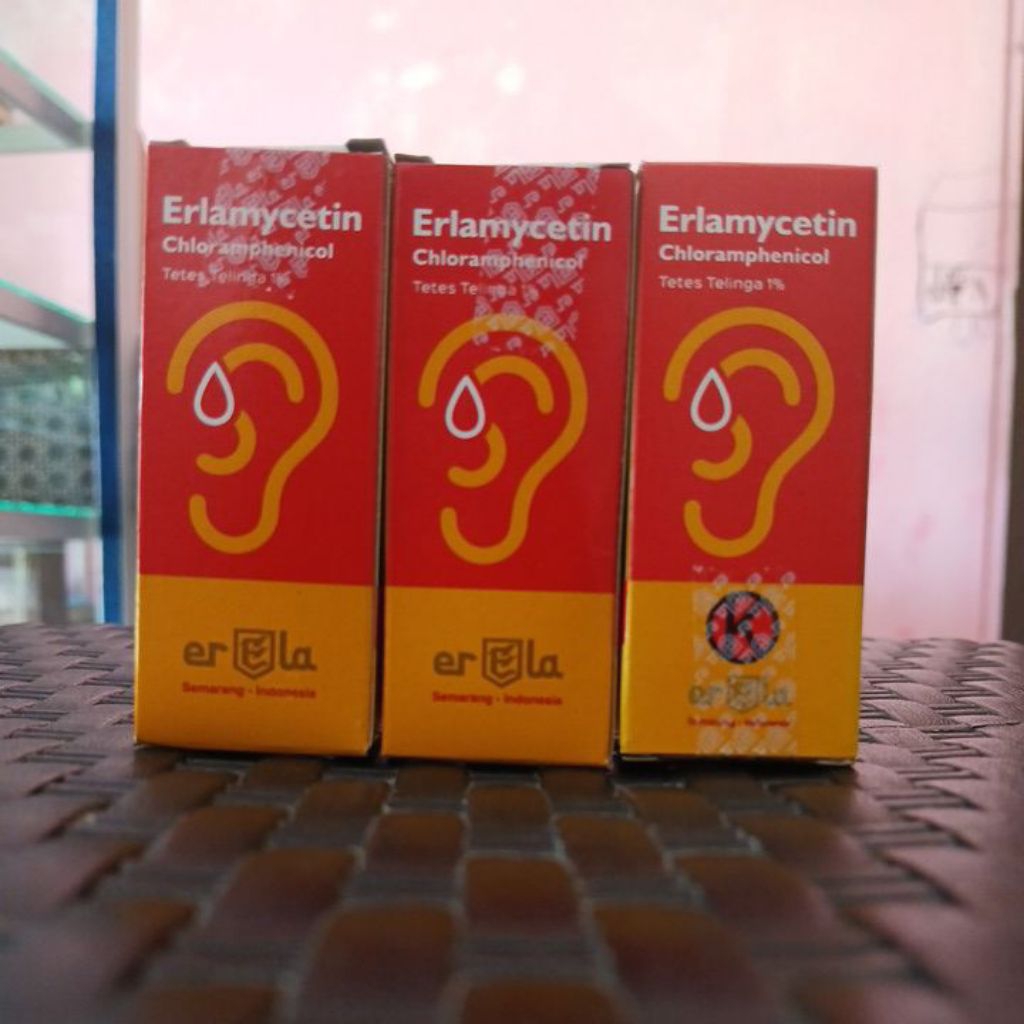 Erlamycetin
Chloramphenicol
Tetes Telinga 1%
erEla
Semarang - Indonesia
Erlamycetin
Chloramphenicol
Tetes Telinga
erEla
Semarang - Indonesia
Erlamycetin
Chloramphenicol
Tetes Telinga 1%
K
erEla